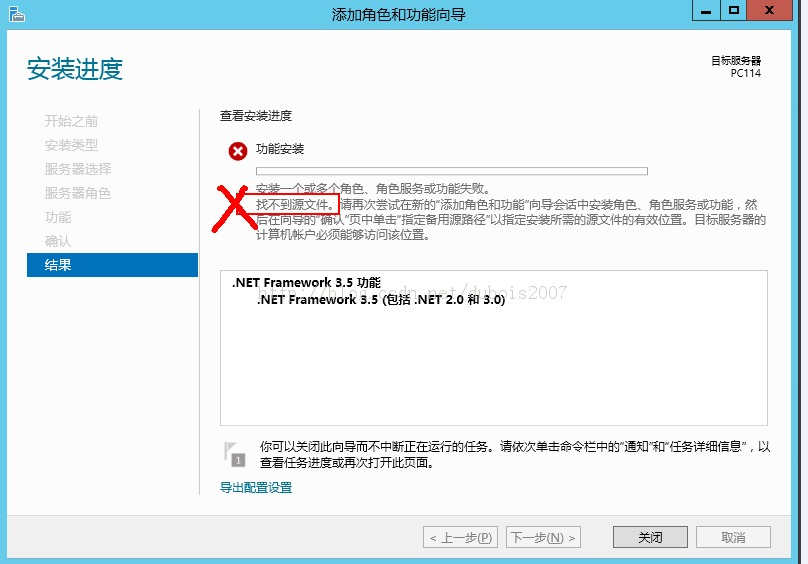 添加角色和功能向导
安装进度
目标服务器
PC114
开始之前
安装类型
服务器选择
服务器角色
功能
确认
结果
查看安装进度
功能安装
安装一个或多个角色、角色服务或功能失败。
找不到源文件。请再次尝试在新的"添加角色和功能"向导会话中安装角色、角色服务或功能，然
后在向导的"确认"页中单击"指定备用源路径"以指定安装所需的源文件的有效位置。目标服务器的
计算机帐户必须能够访问该位置。
.NET Framework 3.5 功能
http://blog.csdn.net/dubois2007
.NET Framework 3.5 (包括 .NET 2.0 和 3.0)
1
你可以关闭此向导而不中断正在运行的任务。请依次单击命令栏中的"通知"和"任务详细信息"，以
查看任务进度或再次打开此页面。
导出配置设置
< 上一步(P) 下一步(N) > 关闭 取消